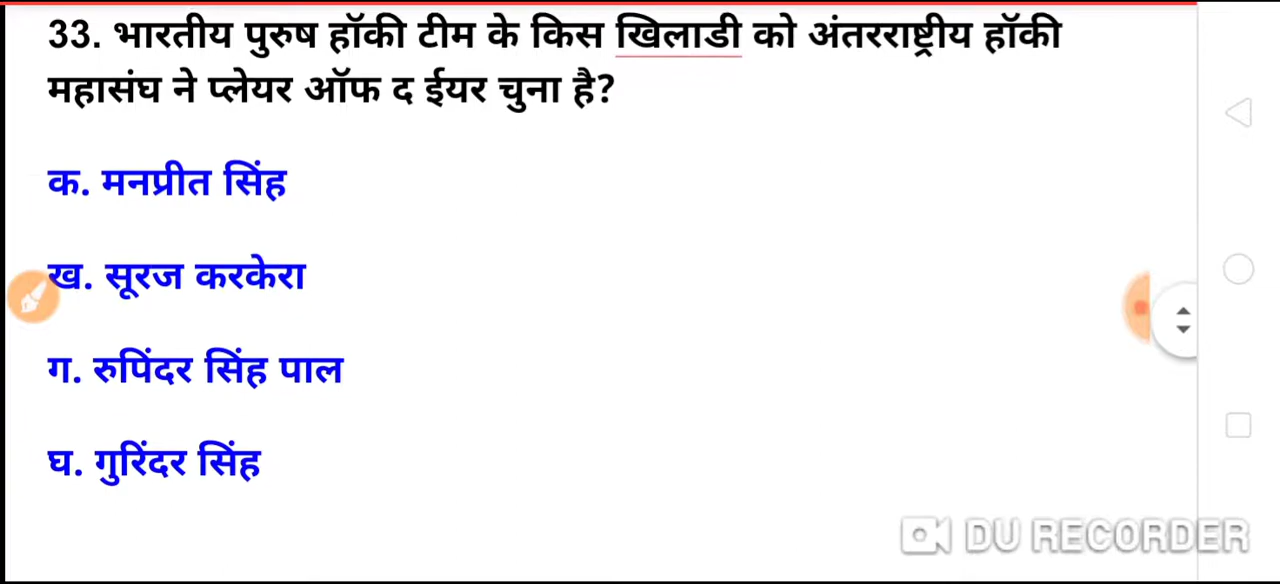 33. भारतीय पुरुष हॉकी टीम के किस खिलाडी को अंतरराष्ट्रीय हॉकी
महासंघ ने प्लेयर ऑफ द ईयर चुना है?
क. मनप्रीत सिंह
ख. सूरज करकेरा
ग. रुपिंदर सिंह पाल
घ. गुरिंदर सिंह
DU RECORDER